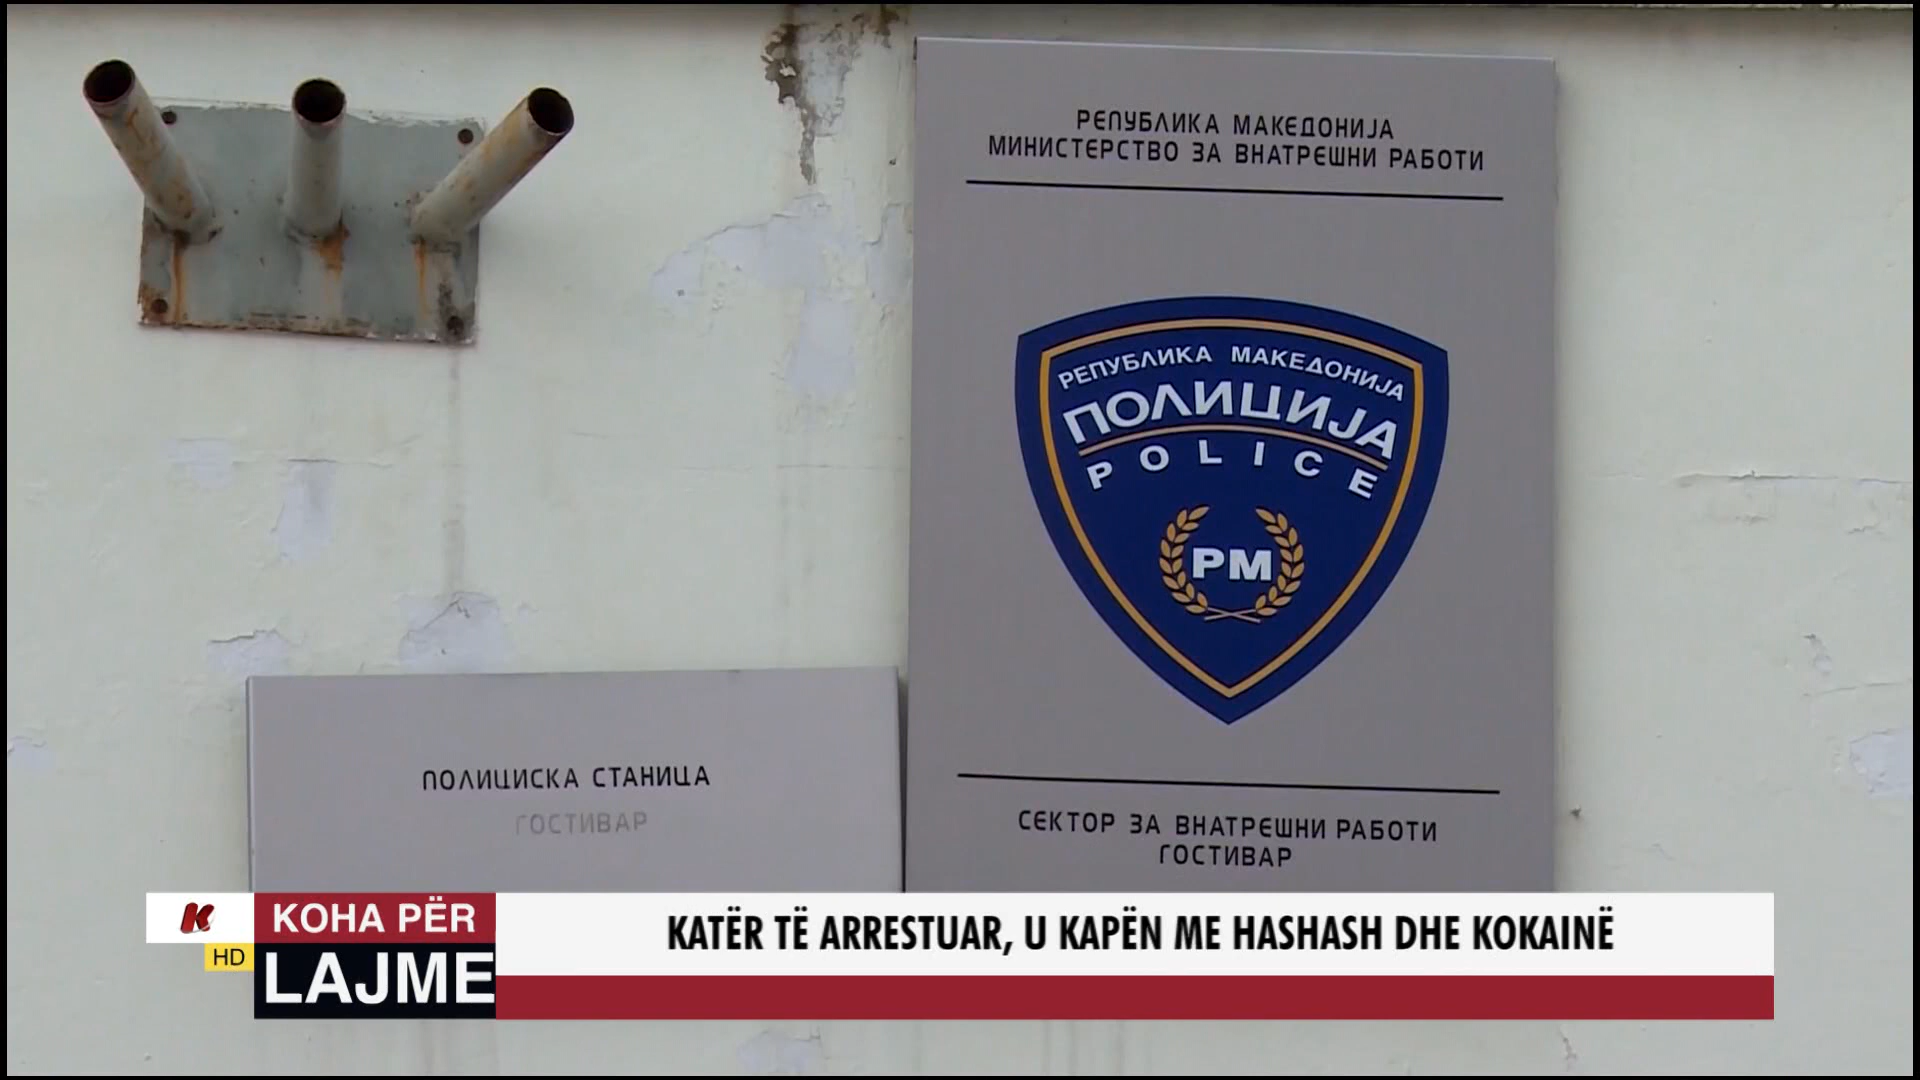 РЕПУБЛИКА МАКЕДОНИЈА
МИНИСТЕРСТВО ЗА ВНАТРЕШНИ РАБОТИ
РЕПУБЛИКА МАКЕДОНИЈА
ПОЛИЦИЈА
POLICE
РМ
ПОЛИЦИСКА СТАНИЦА
ГОСТИВАР
СЕКТОР ЗА ВНАТРЕШНИ РАБОТИ
ГОСТИВАР
K
HD
KOHA PËR
LAJME
KATËR TË ARRESTUAR, U KAPËN ME HASHASH DHE KOKAINË